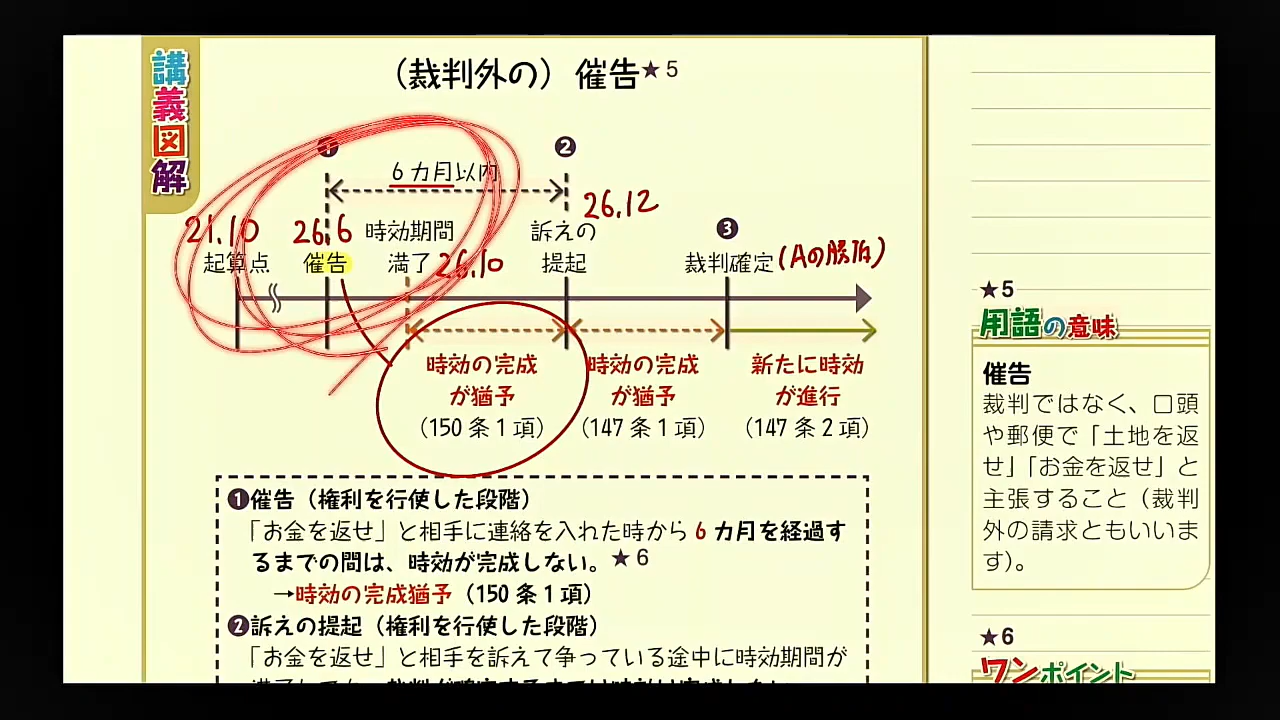 講義図解
（裁判外の）催告★5
❶
❷
6カ月以内
26.12
21.10
26.6
時効期間
訴えの
❸
起算点
催告
満了
26.10
提起
裁判確定
(Aの勝訴)
時効の完成
が猶予
（150条1項）
時効の完成
が猶予
（147条1項）
新たに時効
が進行
（147条2項）
❶催告（権利を行使した段階）
「お金を返せ」と相手に連絡を入れた時から6カ月を経過す
るまでの間は、時効が完成しない。★6
→時効の完成猶予（150条1項）
❷訴えの提起（権利を行使した段階）
「お金を返せ」と相手を訴えて争っている途中に時効期間が
★5
用語の意味
催告
裁判ではなく、口頭
や郵便で「土地を返
せ」「お金を返せ」と
主張すること（裁判
外の請求ともいいま
す）。
★6
ワンポイント